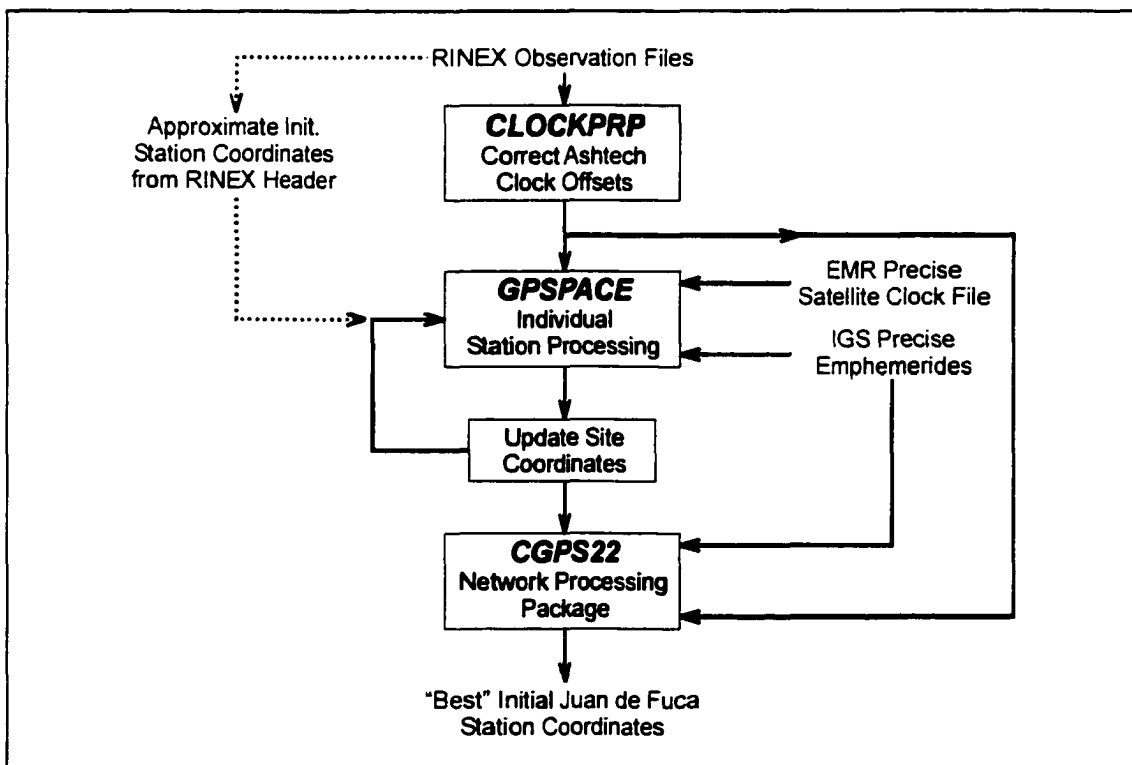 RINEX Observation Files
CLOCKPRP
Correct Ashtech
Clock Offsets
Approximate Init.
Station Coordinates
from RINEX Header
GPSPACE
Individual
Station Processing
EMR Precise
Satellite Clock File
IGS Precise
Emphemerides
Update Site
Coordinates
CGPS22
Network Processing
Package
“Best” Initial Juan de Fuca
Station Coordinates